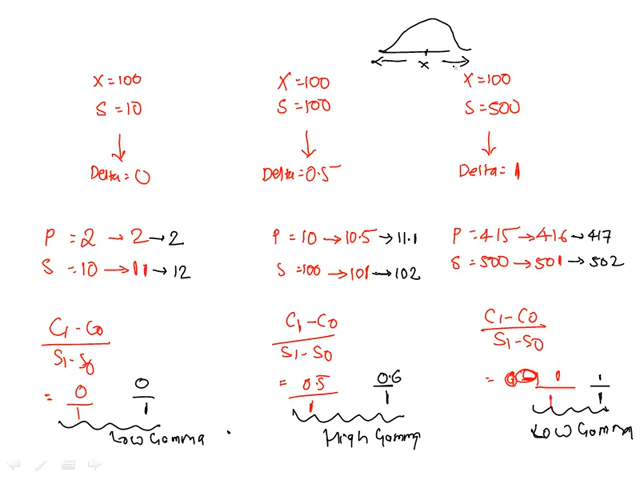 x
X=100
S=10
Delta=0
P = 2 → 2 → 2
S = 10 → 11 → 12
C1 - C0
S1 - S0
= 0 0
1 1
Low Gamma
X=100
S=100
Delta=0.5
P = 10 → 10.5 → 11.1
S = 100 → 101 → 102
C1 - C0
S1 - S0
= 0.5 0.6
1 1
High Gamma
X=100
S=500
Delta=1
P = 415 → 416 → 417
S = 500 → 501 → 502
C1 - C0
S1 - S0
= 1 1
1 1
Low Gamma